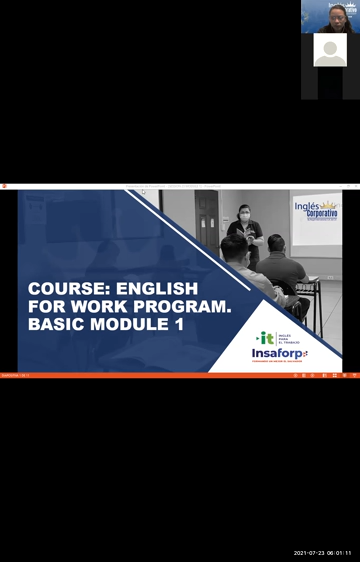 Inglés
Corporativo
COURSE: ENGLISH
FOR WORK PROGRAM.
BASIC MODULE 1
it
INGLÉS
PARA
EL TRABAJO
Insaforp
2021-07-23 06:01:11